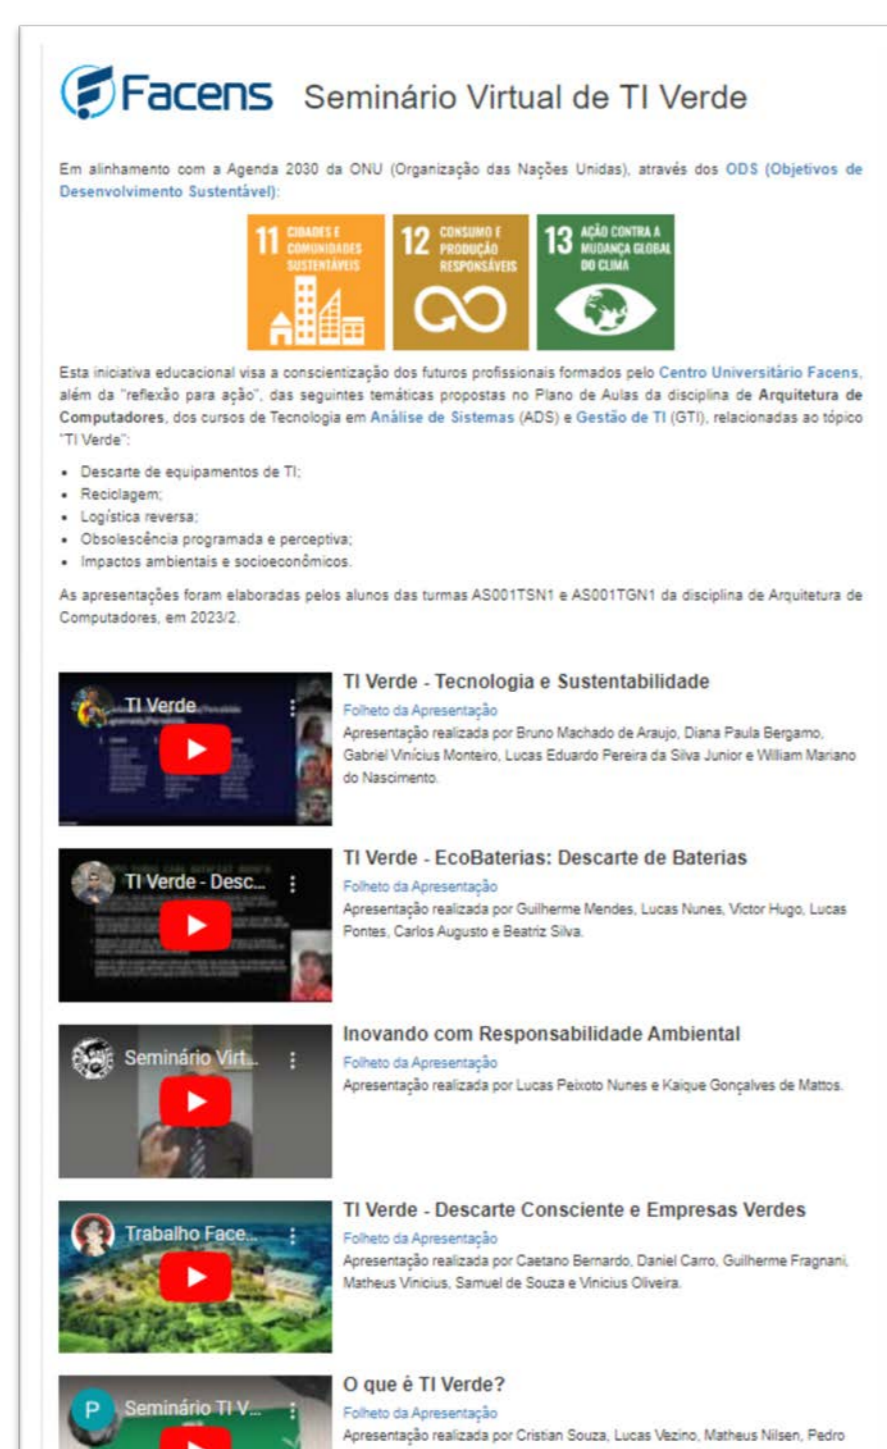 Facens Seminário Virtual de TI Verde
Em alinhamento com a Agenda 2030 da ONU (Organização das Nações Unidas), através dos ODS (Objetivos de
Desenvolvimento Sustentável):
11 CIDADES E
COMUNIDADES
SUSTENTÁVEIS
12 CONSUMO E
PRODUÇÃO
RESPONSÁVEIS
13 AÇÃO CONTRA A
MUDANÇA GLOBAL
DO CLIMA
Esta iniciativa educacional visa a conscientização dos futuros profissionais formados pelo Centro Universitário Facens,
além da "reflexão para ação", das seguintes temáticas propostas no Plano de Aulas da disciplina de Arquitetura de
Computadores, dos cursos de Tecnologia em Análise de Sistemas (ADS) e Gestão de TI (GTI), relacionadas ao tópico
"TI Verde":
• Descarte de equipamentos de TI;
• Reciclagem;
• Logística reversa;
• Obsolescência programada e perceptiva;
• Impactos ambientais e socioeconômicos.
As apresentações foram elaboradas pelos alunos das turmas AS001TSN1 e AS001TGN1 da disciplina de Arquitetura de
Computadores, em 2023/2.
TI Verde
TI Verde - Tecnologia e Sustentabilidade
Folheto da Apresentação
Apresentação realizada por Bruno Machado de Araujo, Diana Paula Bergamo,
Gabriel Vinícius Monteiro, Lucas Eduardo Pereira da Silva Junior e William Mariano
do Nascimento.
TI Verde - Desc...
TI Verde - EcoBaterias: Descarte de Baterias
Folheto da Apresentação
Apresentação realizada por Guilherme Mendes, Lucas Nunes, Victor Hugo, Lucas
Pontes, Carlos Augusto e Beatriz Silva.
Seminário Virt...
Inovando com Responsabilidade Ambiental
Folheto da Apresentação
Apresentação realizada por Lucas Peixoto Nunes e Kaique Gonçalves de Mattos.
Trabalho Face...
TI Verde - Descarte Consciente e Empresas Verdes
Folheto da Apresentação
Apresentação realizada por Caetano Bernardo, Daniel Carro, Guilherme Fragnani,
Matheus Vinicius, Samuel de Souza e Vinicius Oliveira.
P Seminário TI V...
O que é TI Verde?
Folheto da Apresentação
Apresentação realizada por Cristian Souza, Lucas Vezino, Matheus Nilsen, Pedro